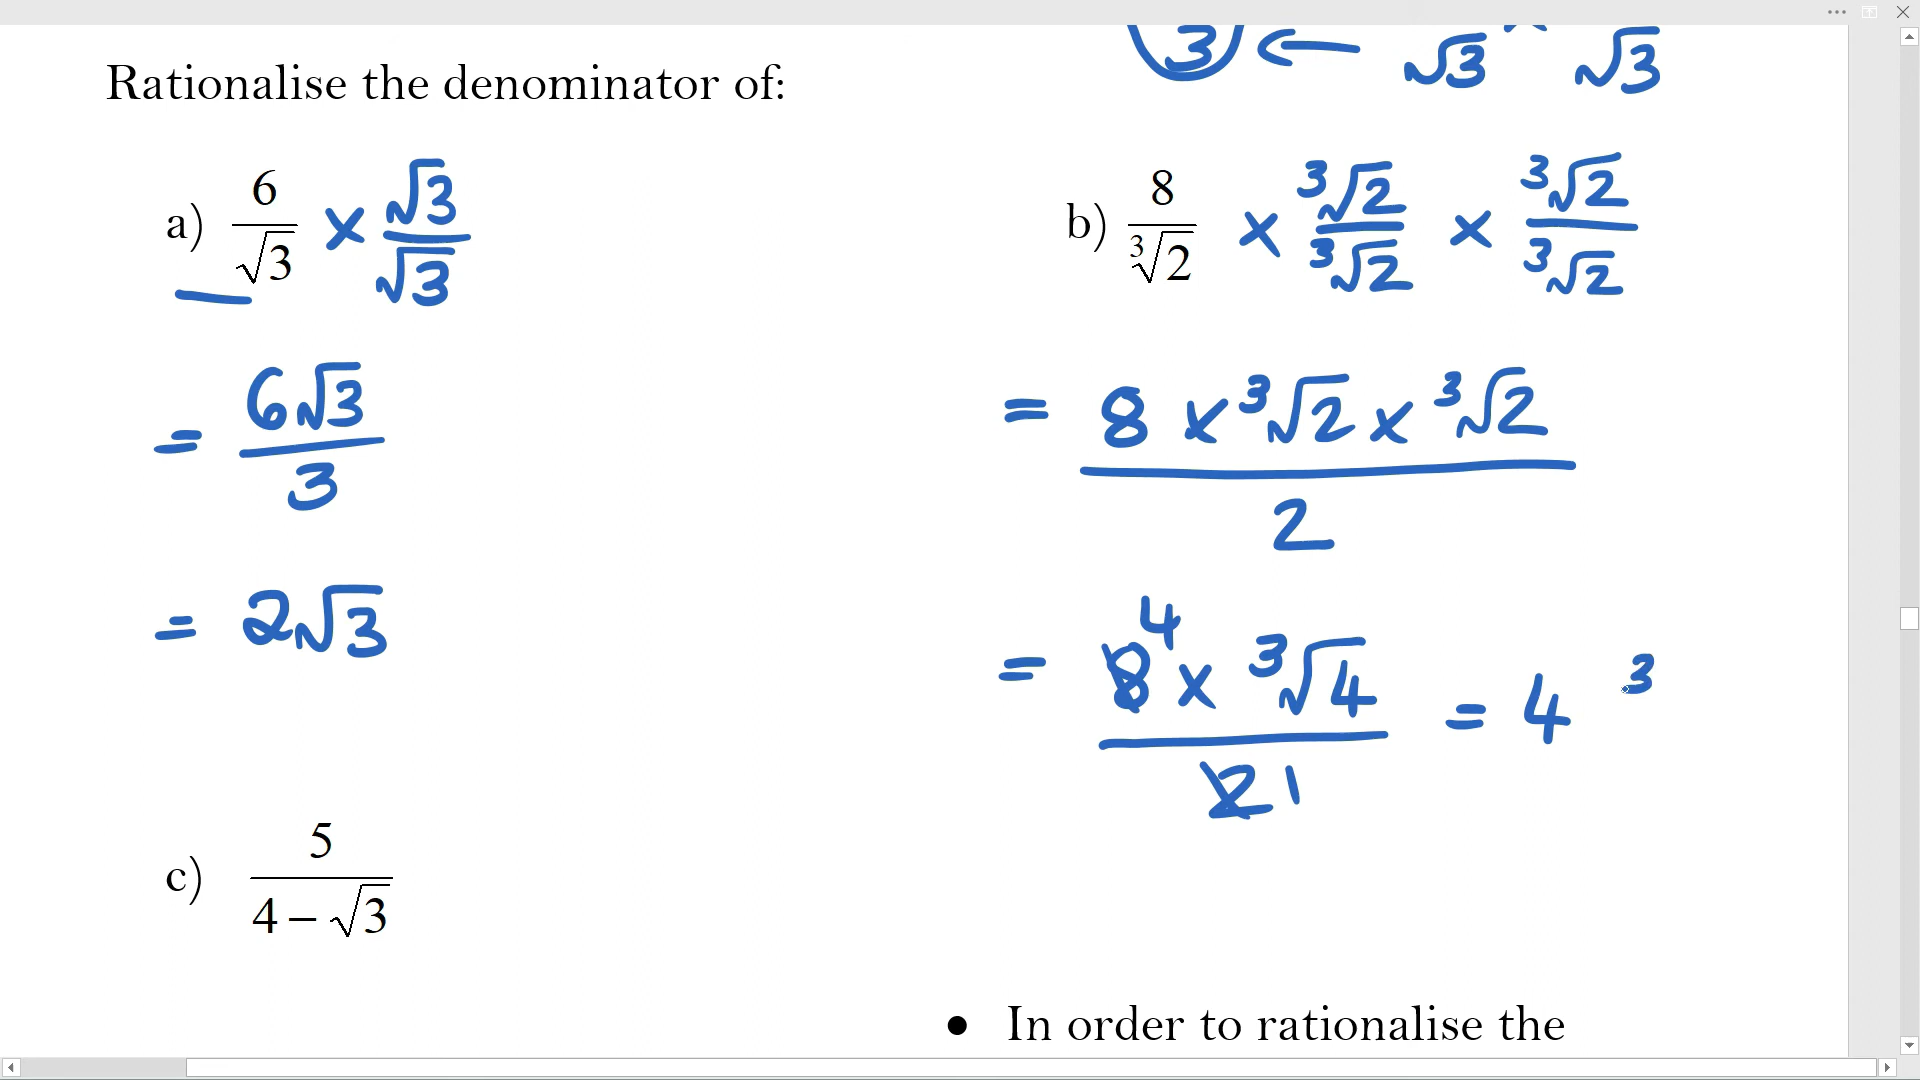 3 ← √3 × √3
Rationalise the denominator of:
a) 6/√3 × √3/√3
= 6√3/3
= 2√3
b) 8/∛2 × ∛2/∛2 × ∛2/∛2
= 8 × ∛2 × ∛2 / 2
= 8 4 × ∛4 / 2 1 = 4 3
c) 5/(4 − √3)
• In order to rationalise the